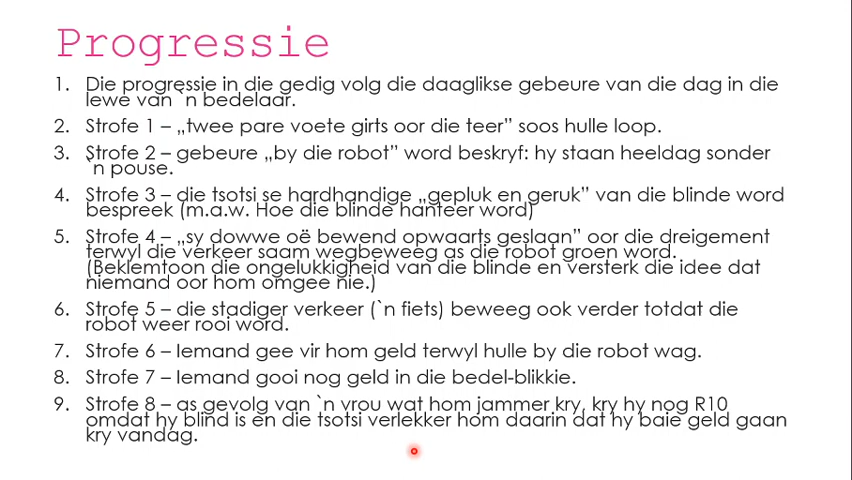 Progressie
1. Die progressie in die gedig volg die daaglikse gebeure van die dag in die
lewe van `n bedelaar.
2. Strofe 1 – „twee pare voete girts oor die teer” soos hulle loop.
3. Strofe 2 – gebeure „by die robot” word beskryf: hy staan heeldag sonder
`n pouse.
4. Strofe 3 – die tsotsi se hardhandige „gepluk en geruk” van die blinde word
bespreek (m.a.w. Hoe die blinde hanteer word)
5. Strofe 4 – „sy dowwe oë bewend opwaarts geslaan” oor die dreigement
terwyl die verkeer saam wegbeweeg as die robot groen word.
(Beklemtoon die ongelukkigheid van die blinde en versterk die idee dat
niemand oor hom omgee nie.)
6. Strofe 5 – die stadiger verkeer (`n fiets) beweeg ook verder totdat die
robot weer rooi word.
7. Strofe 6 – Iemand gee vir hom geld terwyl hulle by die robot wag.
8. Strofe 7 – Iemand gooi nog geld in die bedel-blikkie.
9. Strofe 8 – as gevolg van `n vrou wat hom jammer kry, kry hy nog R10
omdat hy blind is en die tsotsi verlekker hom daarin dat hy baie geld gaan
kry vandag.